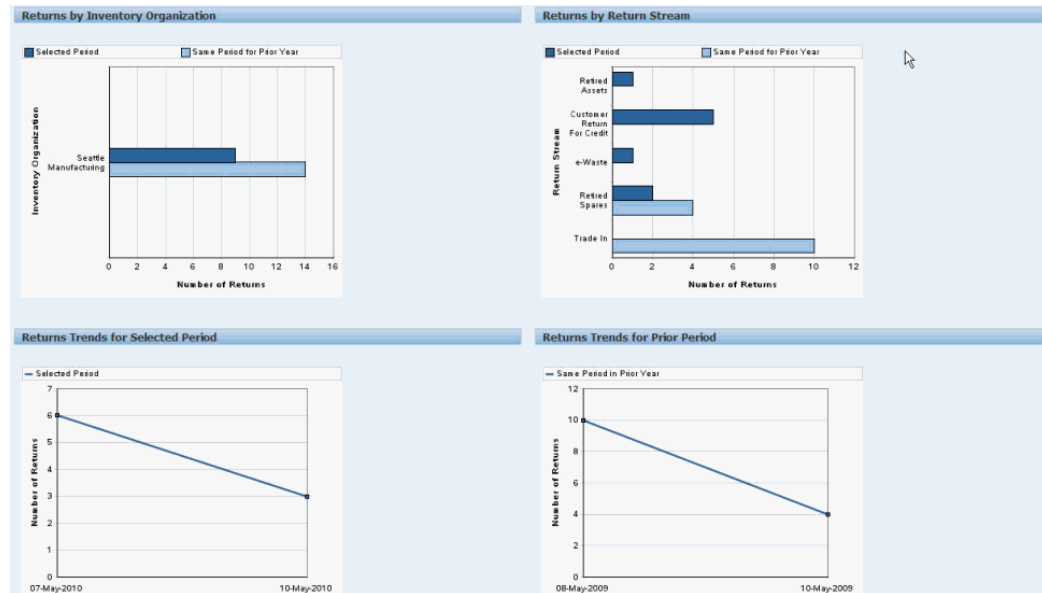 Returns by Inventory Organization
Selected Period
Same Period for Prior Year
Inventory Organization
Seattle
Manufacturing
0 2 4 6 8 10 12 14 16
Number of Returns
Returns by Return Stream
Selected Period
Same Period for Prior Year
Return Stream
Retired
Assets
Customer
Return
For Credit
e-Waste
Retired
Spares
Trade In
0 2 4 6 8 10 12
Number of Returns
Returns Trends for Selected Period
Selected Period
Number of Returns
7
6
5
4
3
2
1
0
07-May-2010 10-May-2010
Returns Trends for Prior Period
Same Period in Prior Year
Number of Returns
12
10
8
6
4
2
0
08-May-2009 10-May-2009